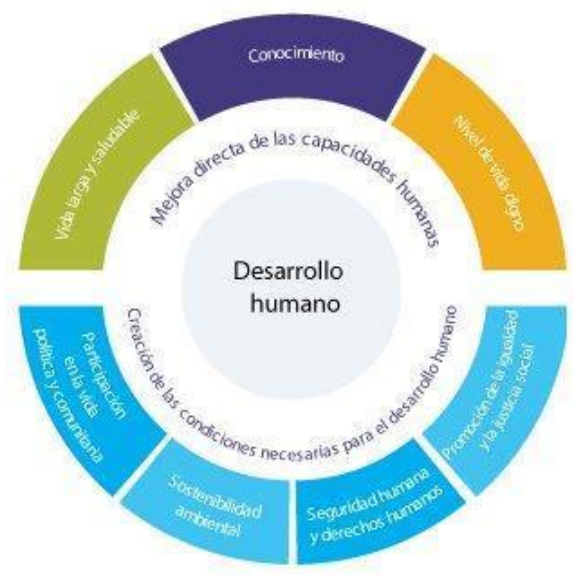 Conocimiento
Vida larga y saludable
Nivel de vida digno
Mejora directa de las capacidades humanas
Desarrollo
humano
Creación de las condiciones necesarías para el desarrollo humano
Participación
en la vida
política y comunitaria
Sostenibilidad
ambiental
Seguridad humana
y derechos humanos
Promoción de la igualdad
y la justicia social